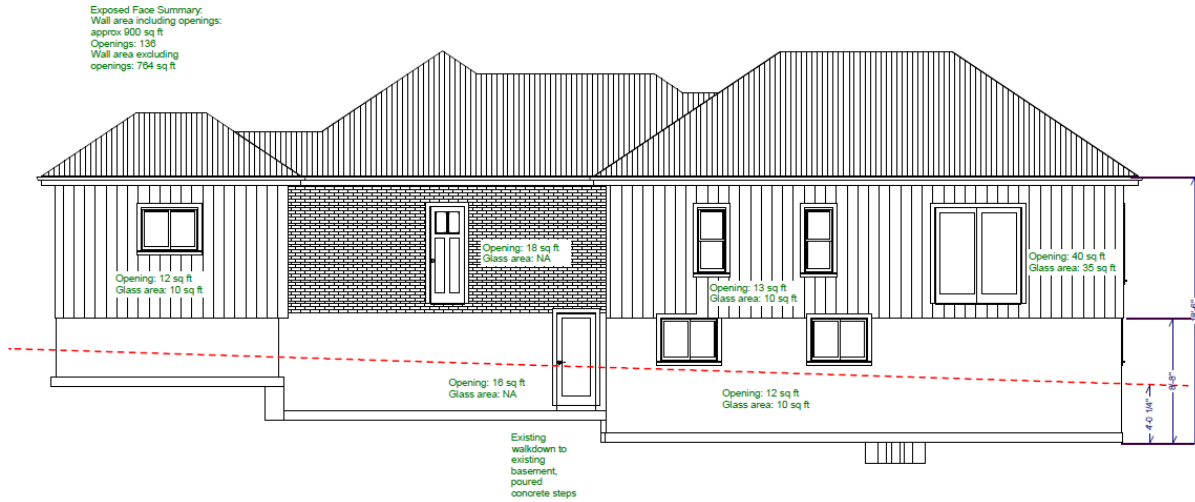 Exposed Face Summary:
Wall area including openings:
approx 900 sq ft
Openings: 136
Wall area excluding
openings: 764 sq ft
Opening: 18 sq ft
Glass area: NA
Opening: 40 sq ft
Glass area: 35 sq ft
Opening: 12 sq ft
Glass area: 10 sq ft
Opening: 13 sq ft
Glass area: 10 sq ft
Opening: 16 sq ft
Glass area: NA
Opening: 12 sq ft
Glass area: 10 sq ft
4'-0 1/4"
Existing
walkdown to
existing
basement,
poured
concrete steps